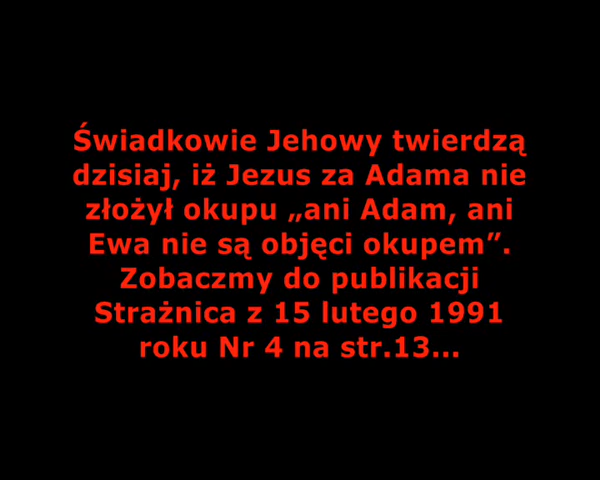 Świadkowie Jehowy twierdzą
dzisiaj, iż Jezus za Adama nie
złożył okupu „ani Adam, ani
Ewa nie są objęci okupem”.
Zobaczmy do publikacji
Strażnica z 15 lutego 1991
roku Nr 4 na str.13...